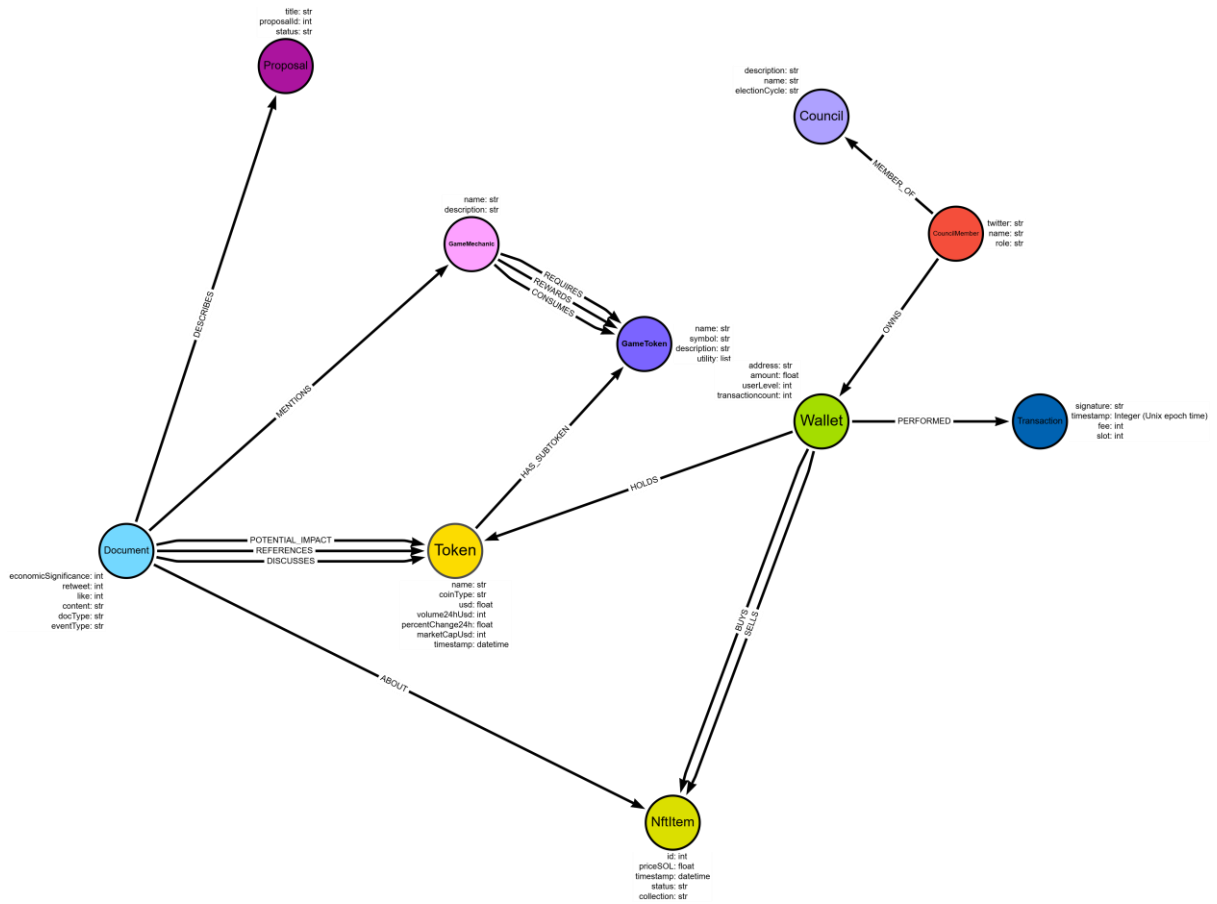 title: str
proposalId: int
status: str
Proposal
description: str
name: str
electionCycle: str
Council
MEMBER_OF
name: str
description: str
GameMechanic
twitter: str
name: str
role: str
CouncilMember
REQUIRES
REWARDS
CONSUMES
DESCRIBES
OWNS
name: str
symbol: str
description: str
utility: list
GameToken
address: str
amount: float
userLevel: int
transactioncount: int
MENTIONS
Wallet
PERFORMED
Transaction
signature: str
timestamp: Integer (Unix epoch time)
fee: int
slot: int
HAS_SUBTOKEN
HOLDS
Document
POTENTIAL_IMPACT
REFERENCES
DISCUSSES
Token
economicSignificance: int
retweet: int
like: int
content: str
docType: str
eventType: str
name: str
coinType: str
usd: float
volume24hUsd: int
percentChange24h: float
marketCapUsd: int
timestamp: datetime
BUYS
SELLS
ABOUT
NftItem
id: int
priceSOL: float
timestamp: datetime
status: str
collection: str